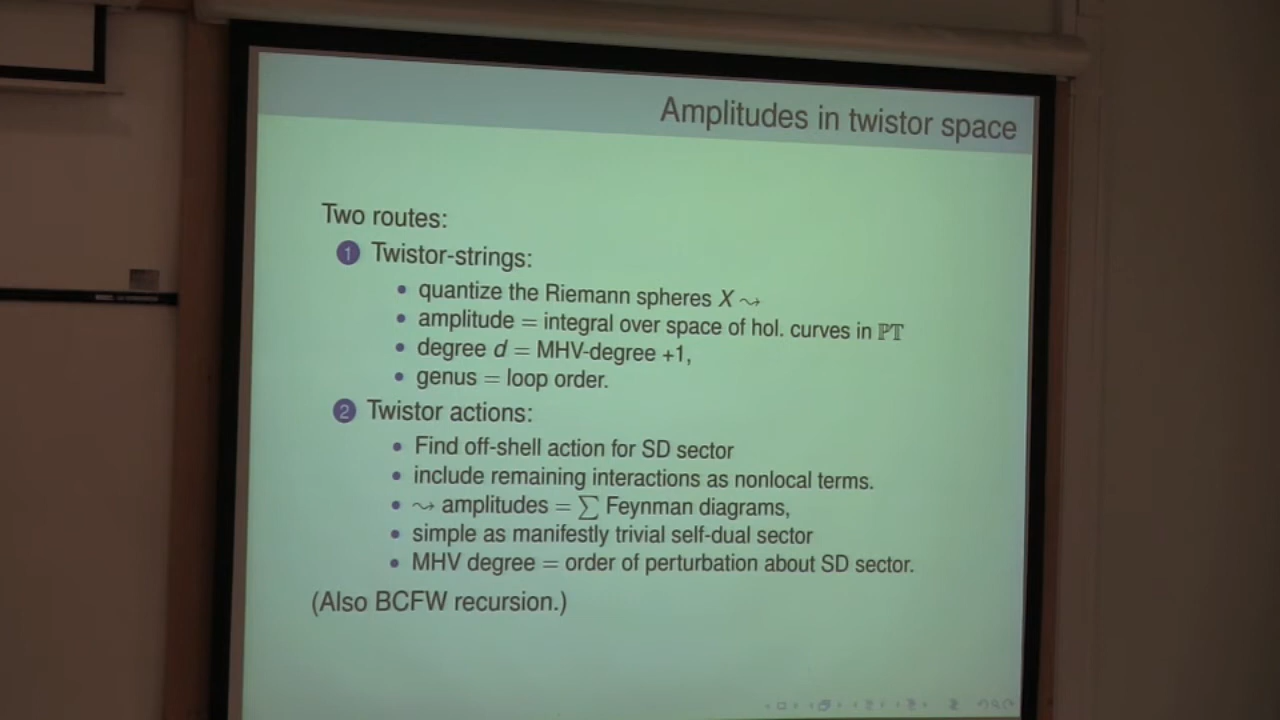 Amplitudes in twistor space
Two routes:
1 Twistor-strings:
• quantize the Riemann spheres X ⇝
• amplitude = integral over space of hol. curves in ℙ𝕋
• degree d = MHV-degree +1,
• genus = loop order.
2 Twistor actions:
• Find off-shell action for SD sector
• include remaining interactions as nonlocal terms.
• ⇝ amplitudes = ∑ Feynman diagrams,
• simple as manifestly trivial self-dual sector
• MHV degree = order of perturbation about SD sector.
(Also BCFW recursion.)